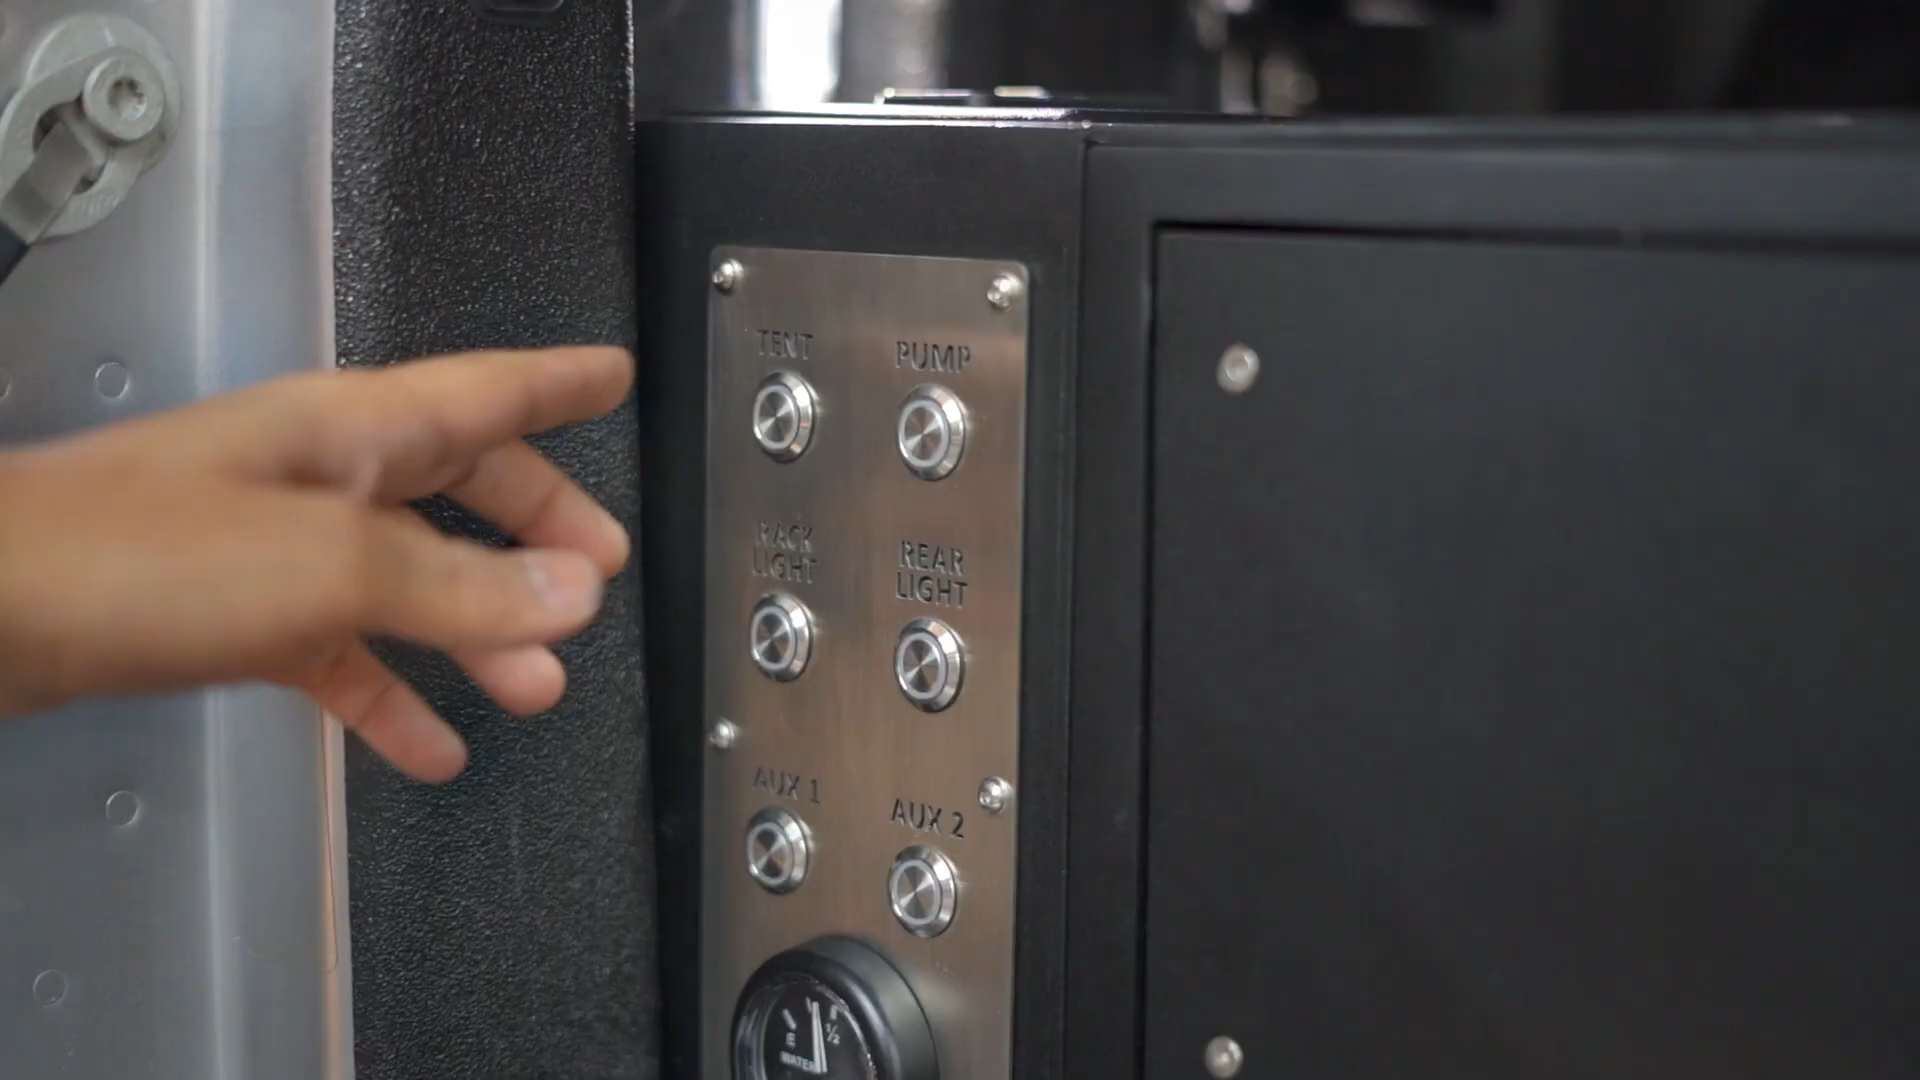 TENT
PUMP
RACK
LIGHT
REAR
LIGHT
AUX 1
AUX 2
E
1/2
WATER